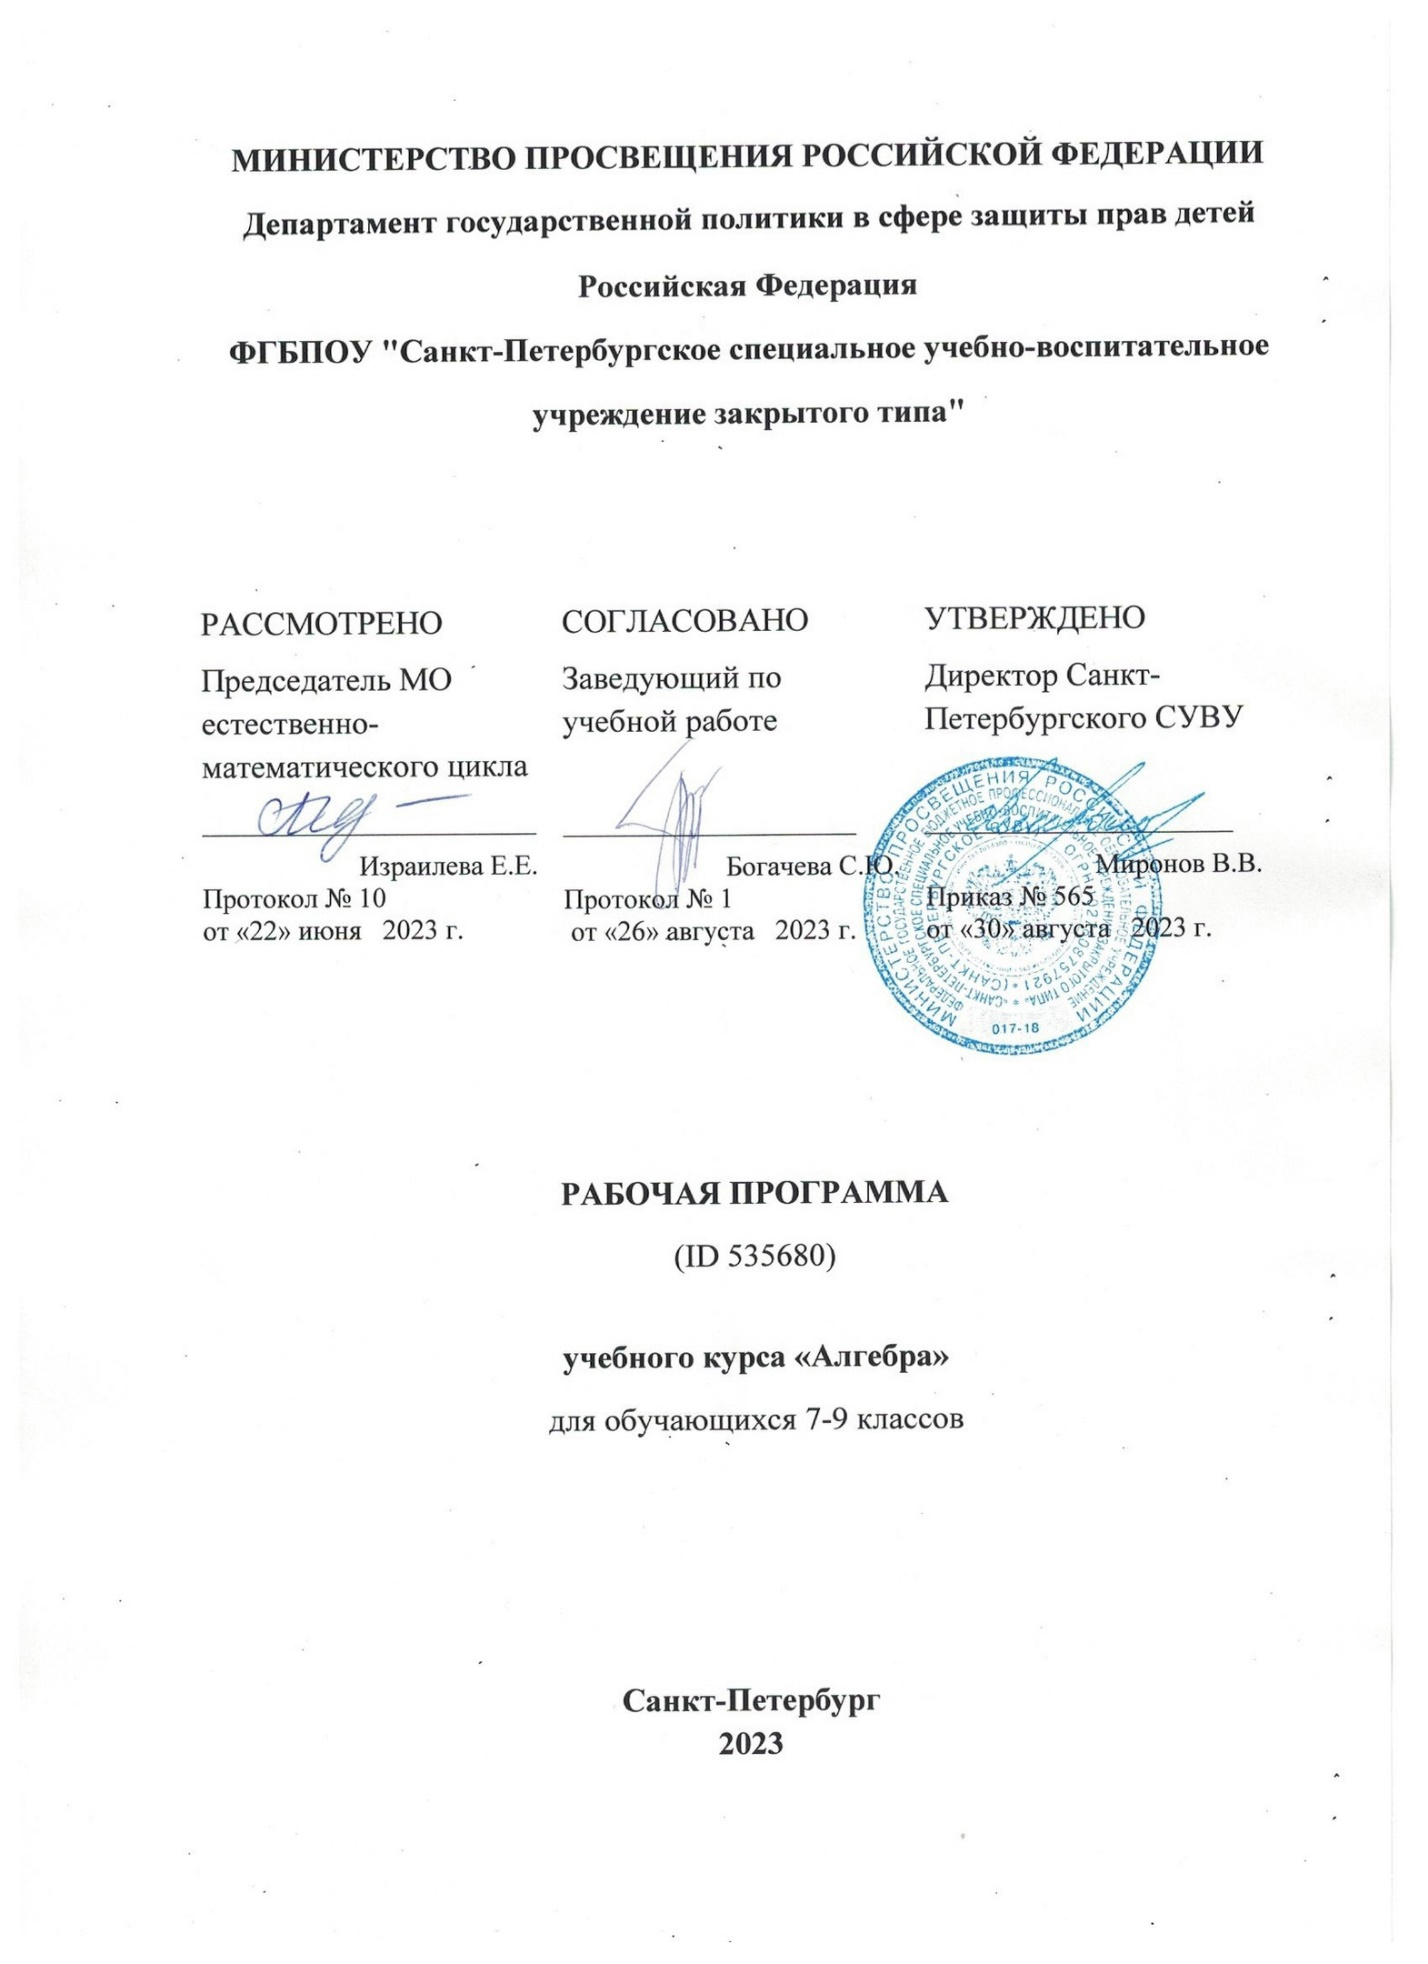 МИНИСТЕРСТВО ПРОСВЕЩЕНИЯ РОССИЙСКОЙ ФЕДЕРАЦИИ
Департамент государственной политики в сфере защиты прав детей
Российская Федерация
ФГБПОУ "Санкт-Петербургское специальное учебно-воспитательное
учреждение закрытого типа"
РАССМОТРЕНО
Председатель МО
естественно-
математического цикла
Израилева Е.Е.
Протокол № 10
от «22» июня 2023 г.
СОГЛАСОВАНО
Заведующий по
учебной работе
Богачева С.Ю.
Протокол № 1
от «26» августа 2023 г.
УТВЕРЖДЕНО
Директор Санкт-
Петербургского СУВУ
Миронов В.В.
Приказ № 565
от «30» августа 2023 г.
МИНИСТЕРСТВО ПРОСВЕЩЕНИЯ РОССИЙСКОЙ ФЕДЕРАЦИИ
017-18
РАБОЧАЯ ПРОГРАММА
(ID 535680)
учебного курса «Алгебра»
для обучающихся 7-9 классов
Санкт-Петербург
2023